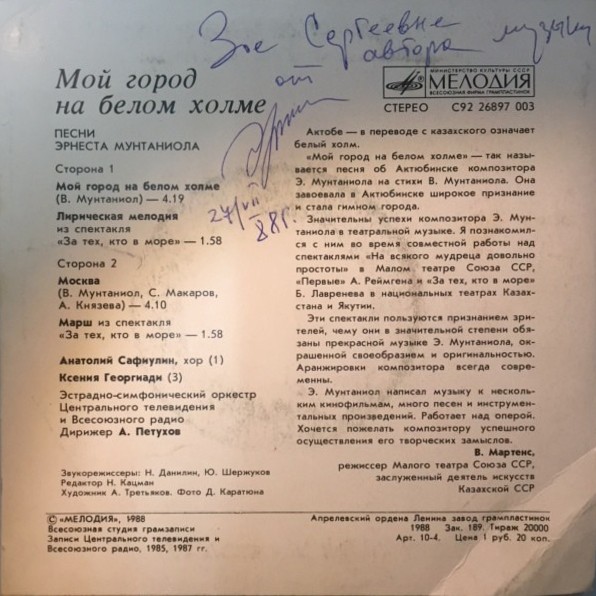 Зое Сергеевне
от автора музыки
24/VII 88г.
Мой город
на белом холме
ПЕСНИ
ЭРНЕСТА МУНТАНИОЛА
Сторона 1
Мой город на белом холме
(В. Мунтаниол) — 4.19
Лирическая мелодия
из спектакля
«За тех, кто в море» — 1.58
Сторона 2
Москва
(В. Мунтаниол, С. Макаров,
А. Князева) — 4.10
Марш из спектакля
«За тех, кто в море» — 1.58
Анатолий Сафиулин, хор (1)
Ксения Георгиади (3)
Эстрадно-симфонический оркестр
Центрального телевидения
и Всесоюзного радио
Дирижер А. Петухов
Звукорежиссеры: Н. Данилин, Ю. Шержуков
Редактор Н. Кацман
Художник А. Третьяков. Фото Д. Каратюна
МИНИСТЕРСТВО КУЛЬТУРЫ СССР
МЕЛОДИЯ
ВСЕСОЮЗНАЯ ФИРМА ГРАМПЛАСТИНОК
СТЕРЕО С92 26897 003
Актобе — в переводе с казахского означает
белый холм.
«Мой город на белом холме» — так назы-
вается песня об Актюбинске композитора
Э. Мунтаниола на стихи В. Мунтаниола. Она
завоевала в Актюбинске широкое признание
и стала гимном города.
Значительны успехи композитора Э. Мун-
таниола в театральной музыке. Я познакомил-
ся с ним во время совместной работы над
спектаклями «На всякого мудреца довольно
простоты» в Малом театре Союза ССР,
«Первые» А. Реймгена и «За тех, кто в море»
Б. Лавренева в национальных театрах Казах-
стана и Якутии.
Эти спектакли пользуются признанием зри-
телей, чему они в значительной степени обя-
заны прекрасной музыке Э. Мунтаниола, ок-
рашенной своеобразием и оригинальностью.
Аранжировки композитора всегда современ-
менны.
Э. Мунтаниол написал музыку к несколь-
ким кинофильмам, много песен и инструмен-
тальных произведений. Работает над оперой.
Хочется пожелать композитору успешного
осуществления его творческих замыслов.
В. Мартенс,
режиссер Малого театра Союза ССР,
заслуженный деятель искусств
Казахской ССР
© «МЕЛОДИЯ», 1988
Всесоюзная студия грамзаписи
Записи Центрального телевидения и
Всесоюзного радио, 1985, 1987 гг.
Апрелевский ордена Ленина завод грампластинок
1988 Зак. 189. Тираж 20000
Арт. 10-4. Цена 1 руб. 20 коп.